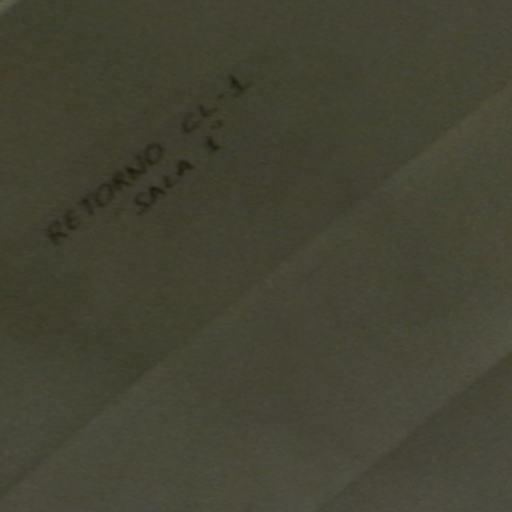 RETORNO CL-1
SALA 1"